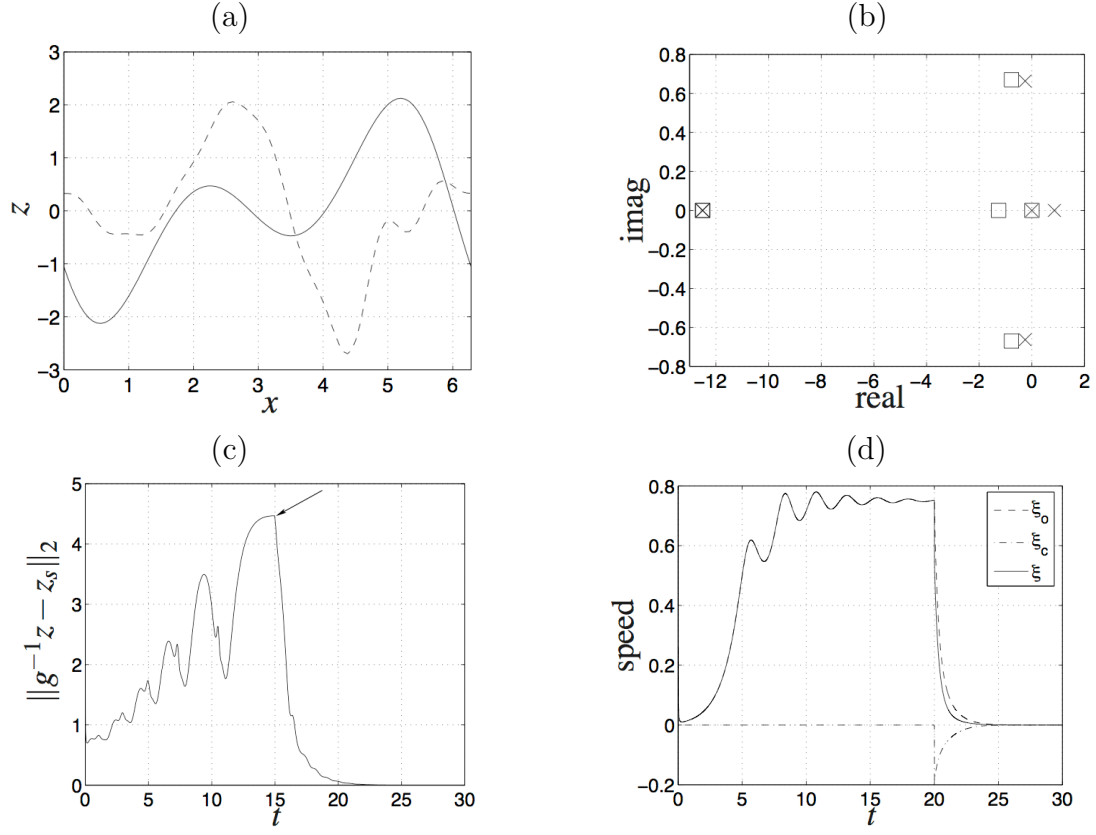 (a)
(b)
3
2
1
0
−1
−2
−3
z
0 1 2 3 4 5 6
x
0.8
0.6
0.4
0.2
0
−0.2
−0.4
−0.6
−0.8
imag
−12 −10 −8 −6 −4 −2 0 2
real
(c)
(d)
5
4
3
2
1
0
||g⁻¹z − z_s||₂
0 5 10 15 20 25 30
t
0.8
0.6
0.4
0.2
0
−0.2
speed
ξ_o
ξ_c
ξ
0 5 10 15 20 25 30
t